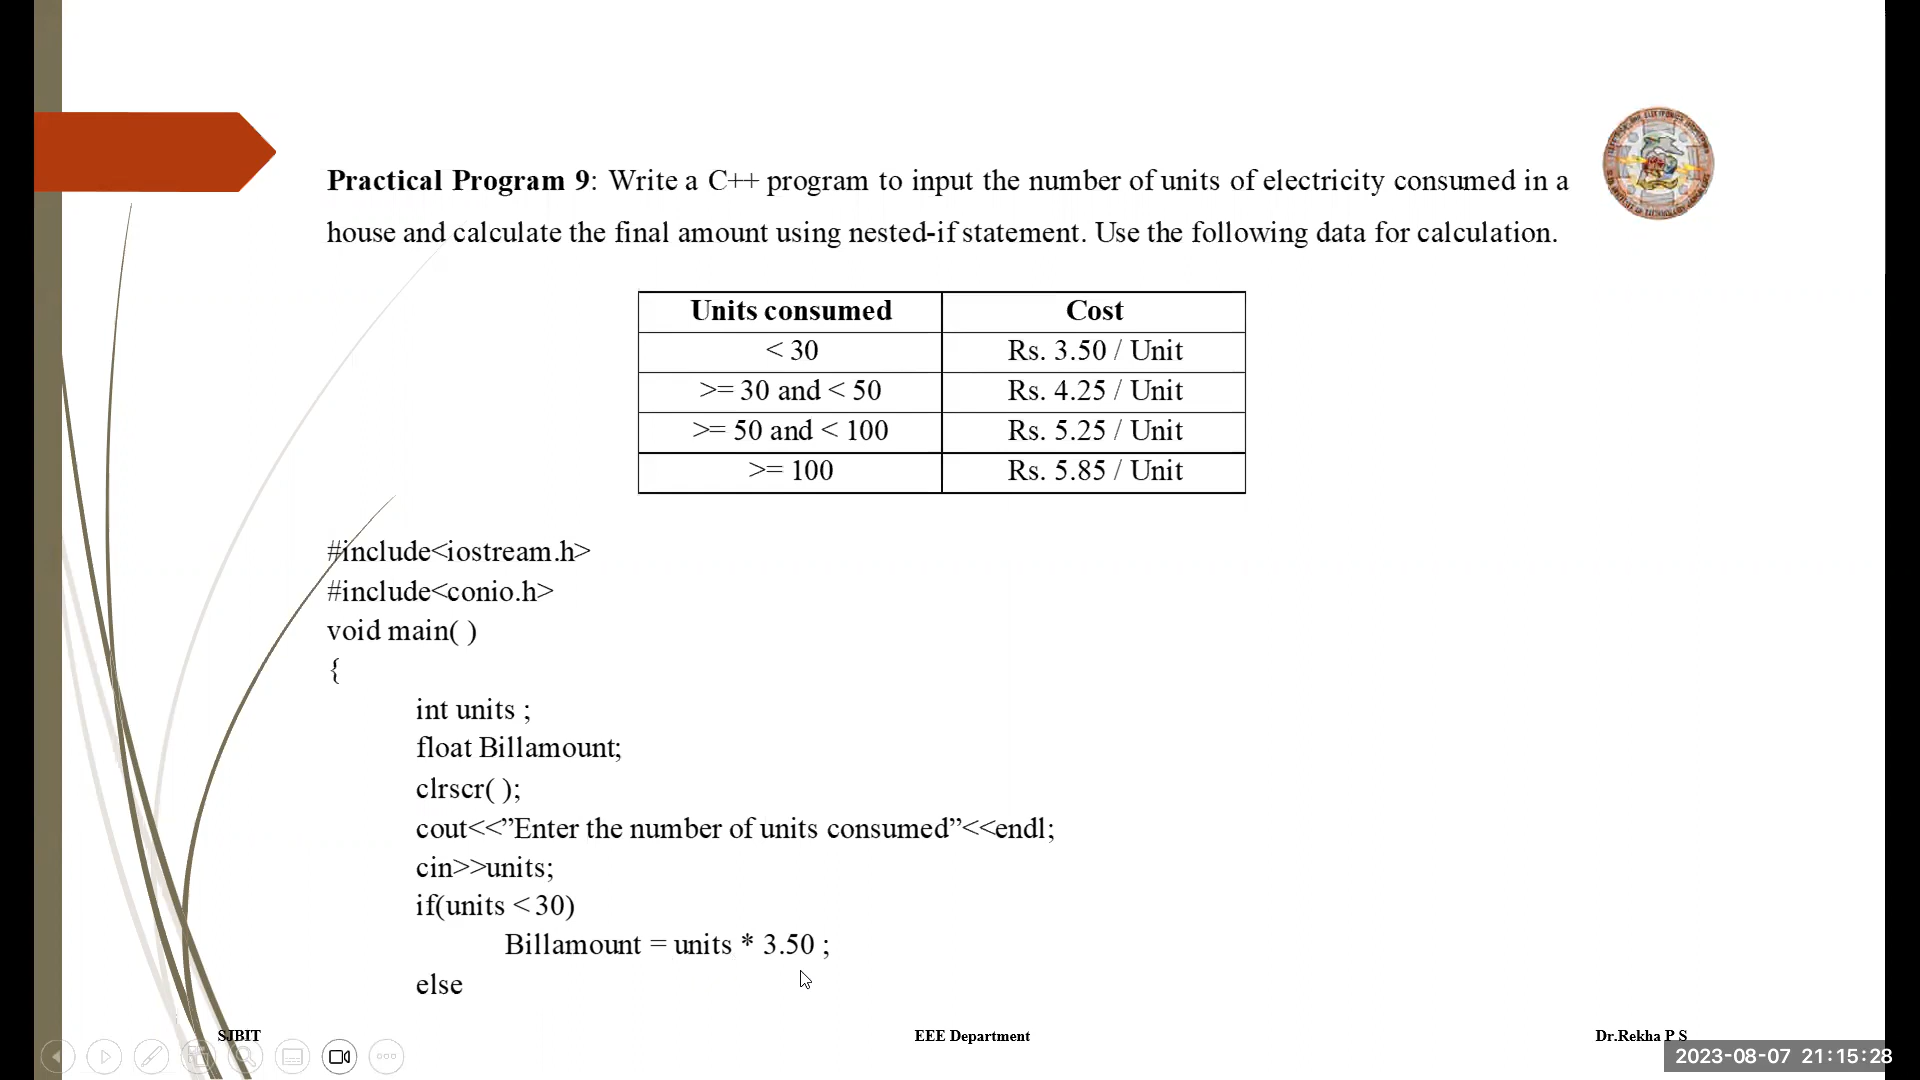 Practical Program 9: Write a C++ program to input the number of units of electricity consumed in a
house and calculate the final amount using nested-if statement. Use the following data for calculation.
Units consumed Cost
< 30 Rs. 3.50 / Unit
>= 30 and < 50 Rs. 4.25 / Unit
>= 50 and < 100 Rs. 5.25 / Unit
>= 100 Rs. 5.85 / Unit
#include<iostream.h>
#include<conio.h>
void main( )
{
int units ;
float Billamount;
clrscr( );
cout<<”Enter the number of units consumed”<<endl;
cin>>units;
if(units < 30)
Billamount = units * 3.50 ;
else
SJBIT EEE Department Dr.Rekha P S
2023-08-07 21:15:28